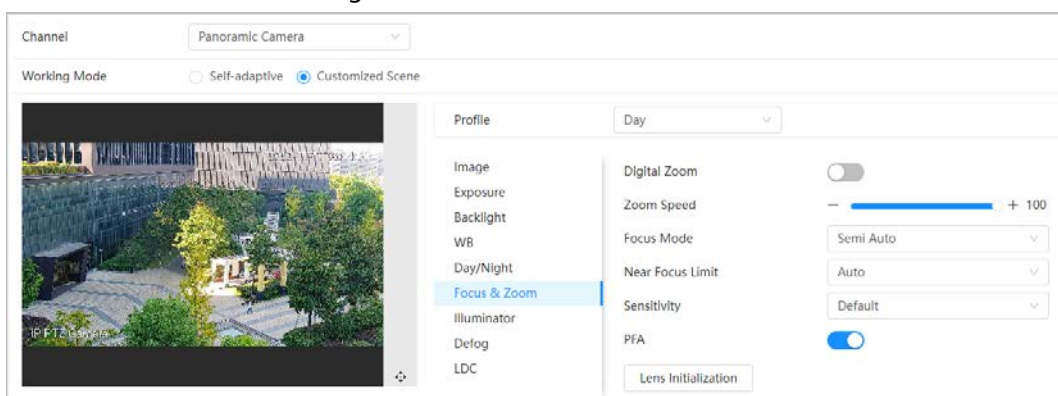 Channel Panoramic Camera
Working Mode Self-adaptive Customized Scene
Profile Day
Image
Exposure
Backlight
WB
Day/Night
Focus & Zoom
Illuminator
Defog
LDC
Digital Zoom
Zoom Speed - + 100
Focus Mode Semi Auto
Near Focus Limit Auto
Sensitivity Default
PFA
Lens Initialization
IP PTZ Camera